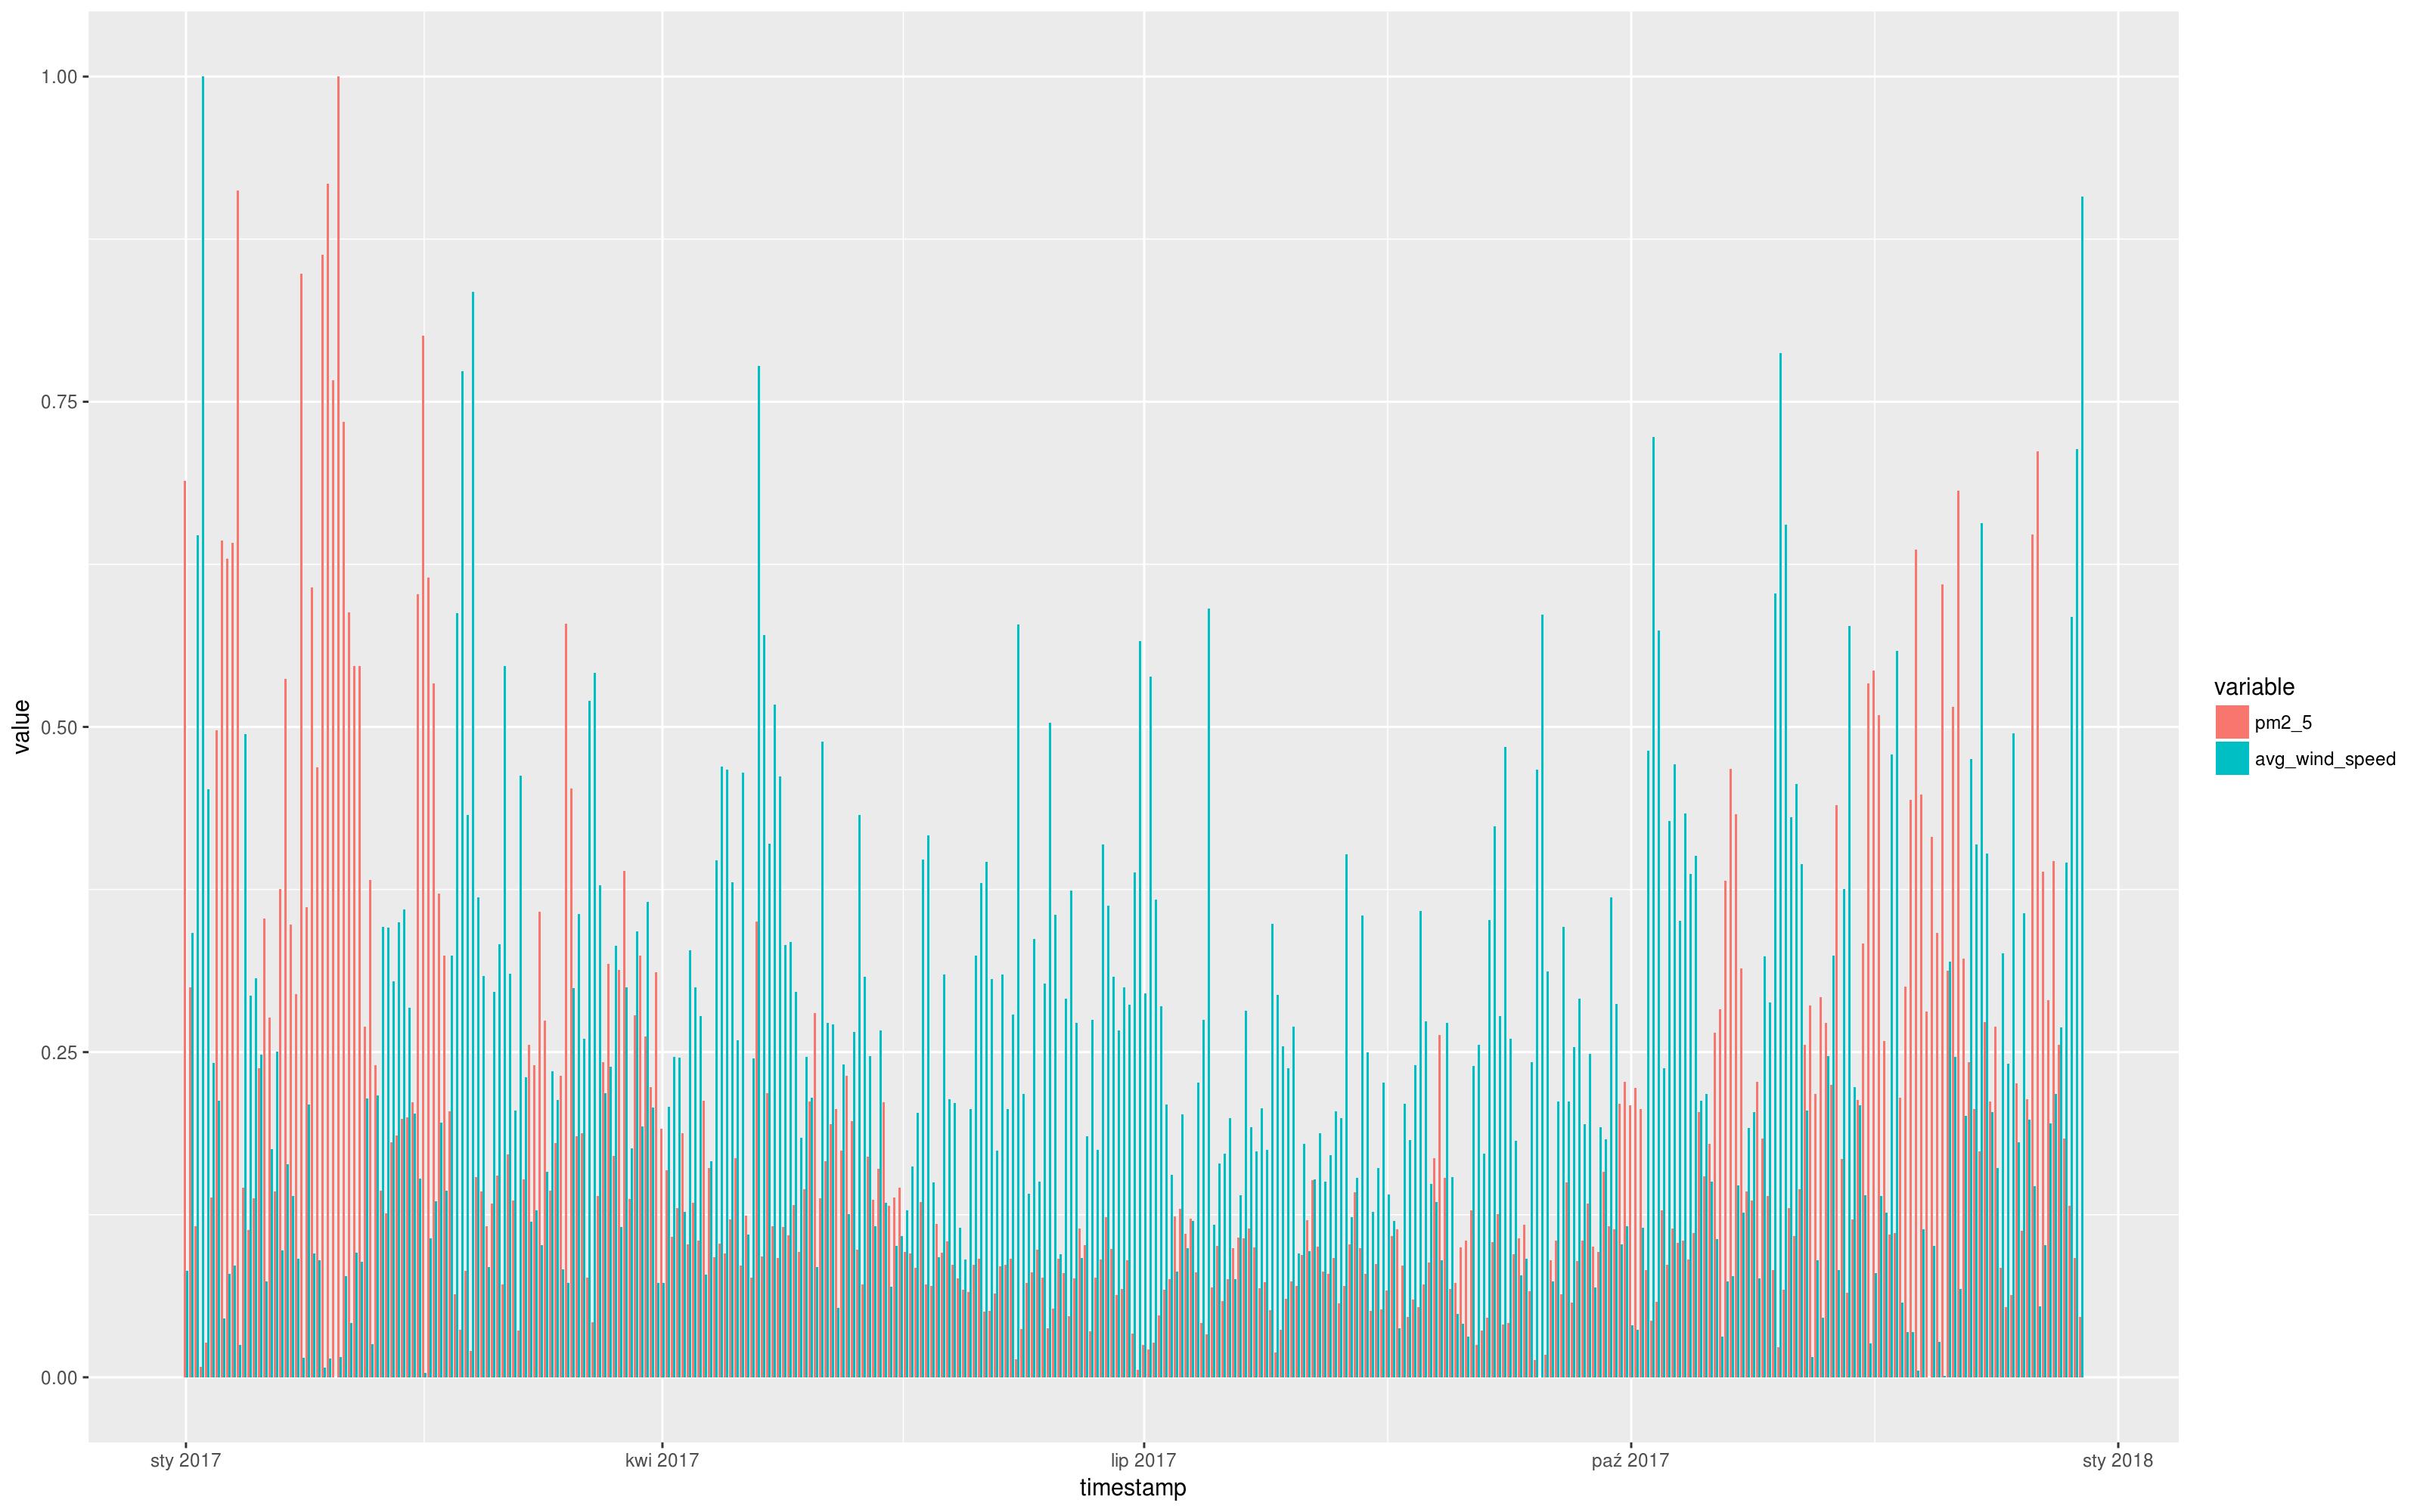 1.00
0.75
0.50
0.25
0.00
value
sty 2017
kwi 2017
lip 2017
paź 2017
sty 2018
timestamp
variable
pm2_5
avg_wind_speed